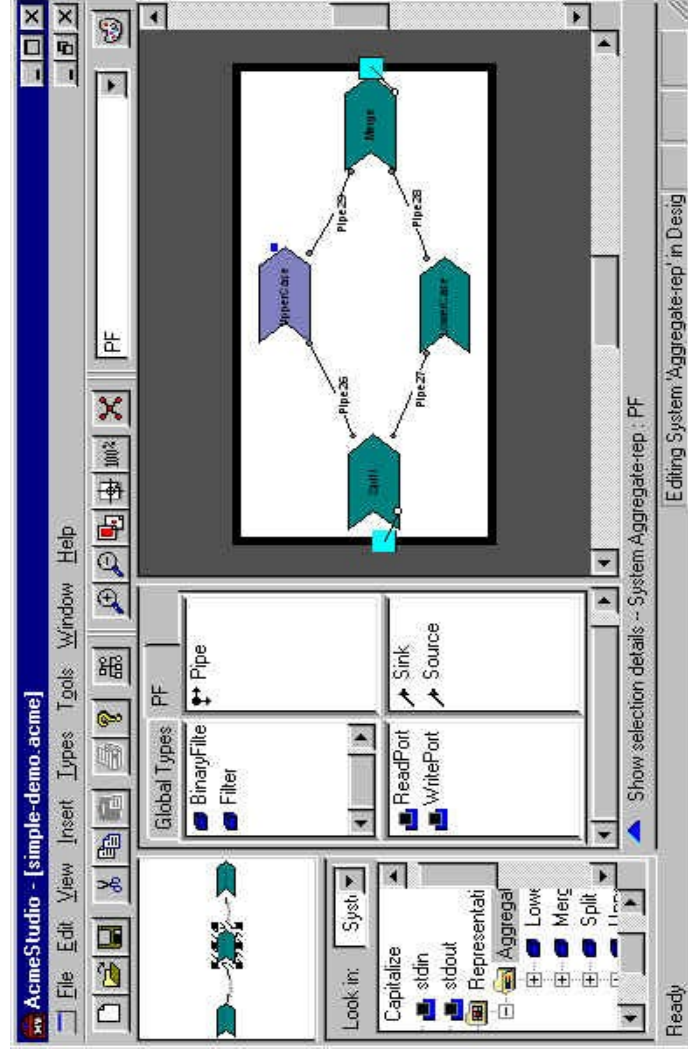 AcmeStudio - [simple-demo.acme]
File Edit View Insert Types Tools Window Help
100%
PF
Global Types PF
BinaryFilte
Filter
Pipe
ReadPort
WritePort
Sink
Source
Look in: Syste
Capitalize
stdin
stdout
Representati
Aggregat
Lowe
Merg
Split
UpperCase
Pipe26
Pipe29
Split
Merge
Pipe27
Pipe28
Show selection details - System Aggregate-rep : PF
Ready
Editing System 'Aggregate-rep' in Desig